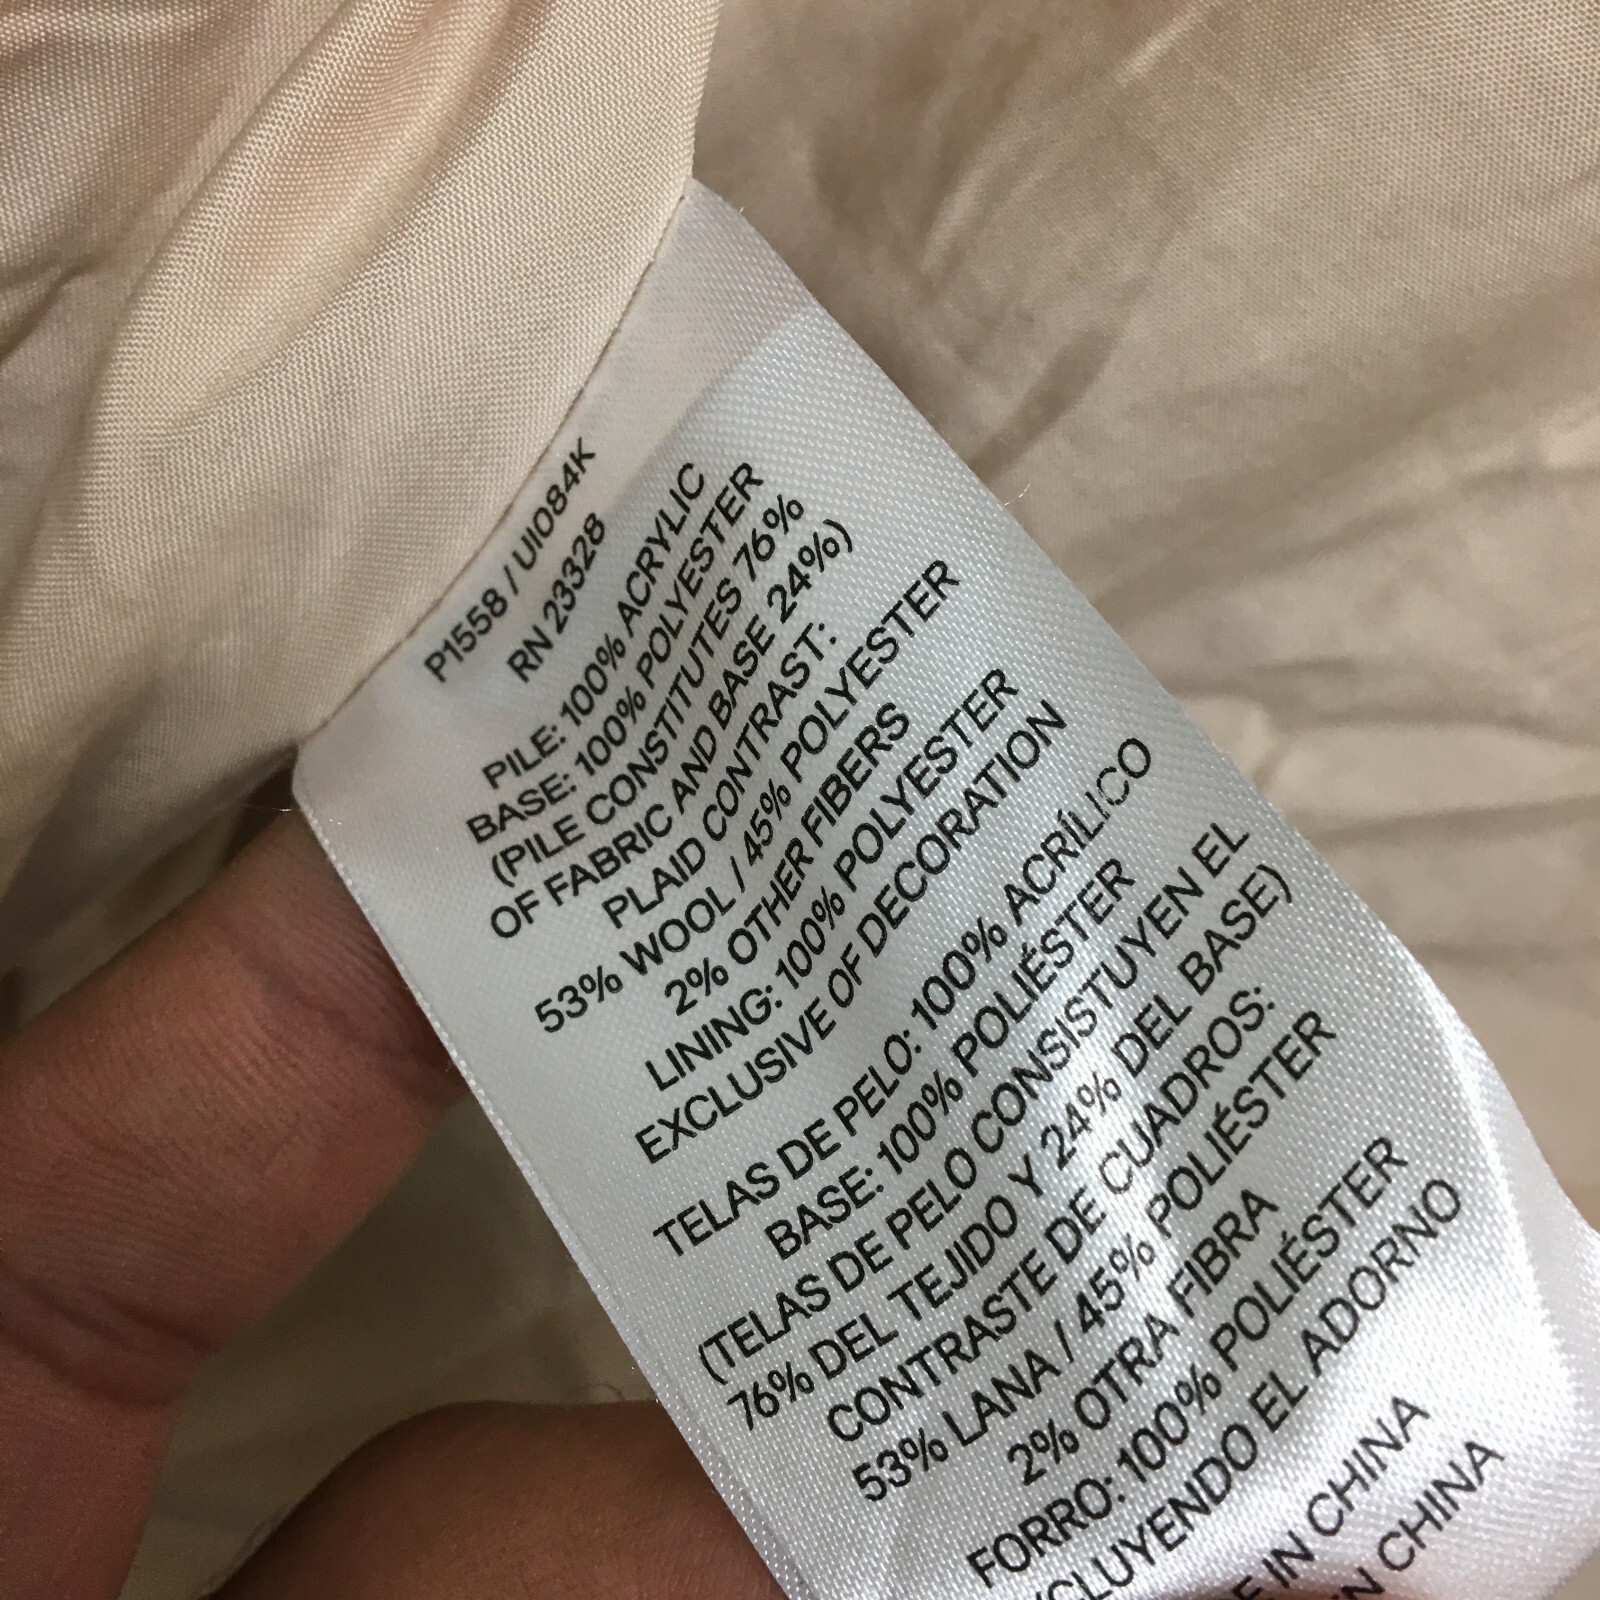 P1558 / UI084K
RN 23328
PILE: 100% ACRYLIC
BASE: 100% POLYESTER
(PILE CONSTITUTES 76%
OF FABRIC AND BASE 24%)
PLAID CONTRAST:
53% WOOL / 45% POLYESTER
2% OTHER FIBERS
LINING: 100% POLYESTER
EXCLUSIVE OF DECORATION
TELAS DE PELO: 100% ACRÍLICO
BASE: 100% POLIÉSTER
(TELAS DE PELO CONSISTUYEN EL
76% DEL TEJIDO Y 24% DEL BASE)
CONTRASTE DE CUADROS:
53% LANA / 45% POLIÉSTER
2% OTRA FIBRA
FORRO: 100% POLIÉSTER
CLUYENDO EL ADORNO
E IN CHINA
EN CHINA